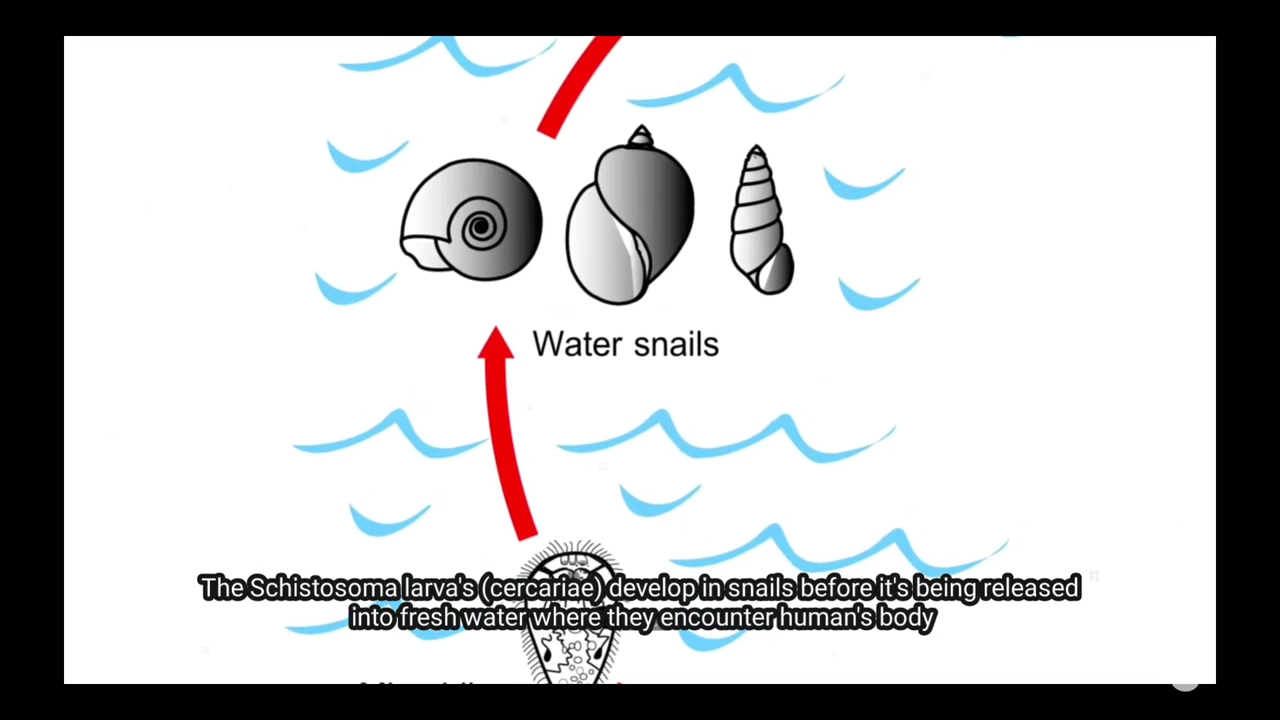 Water snails
The Schistosoma larva's (cercariae) develop in snails before it's being released
into fresh water where they encounter human's body